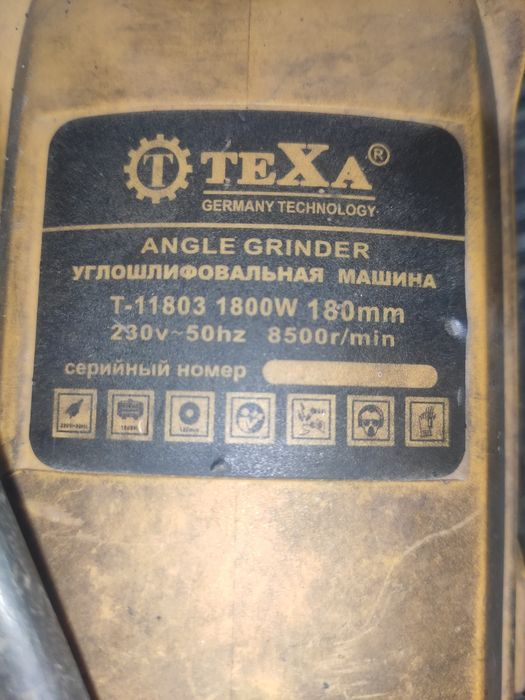 T TEXA ®
GERMANY TECHNOLOGY
ANGLE GRINDER
УГЛОШЛИФОВАЛЬНАЯ МАШИНА
T-11803 1800W 180mm
230v~50hz 8500r/min
серийный номер